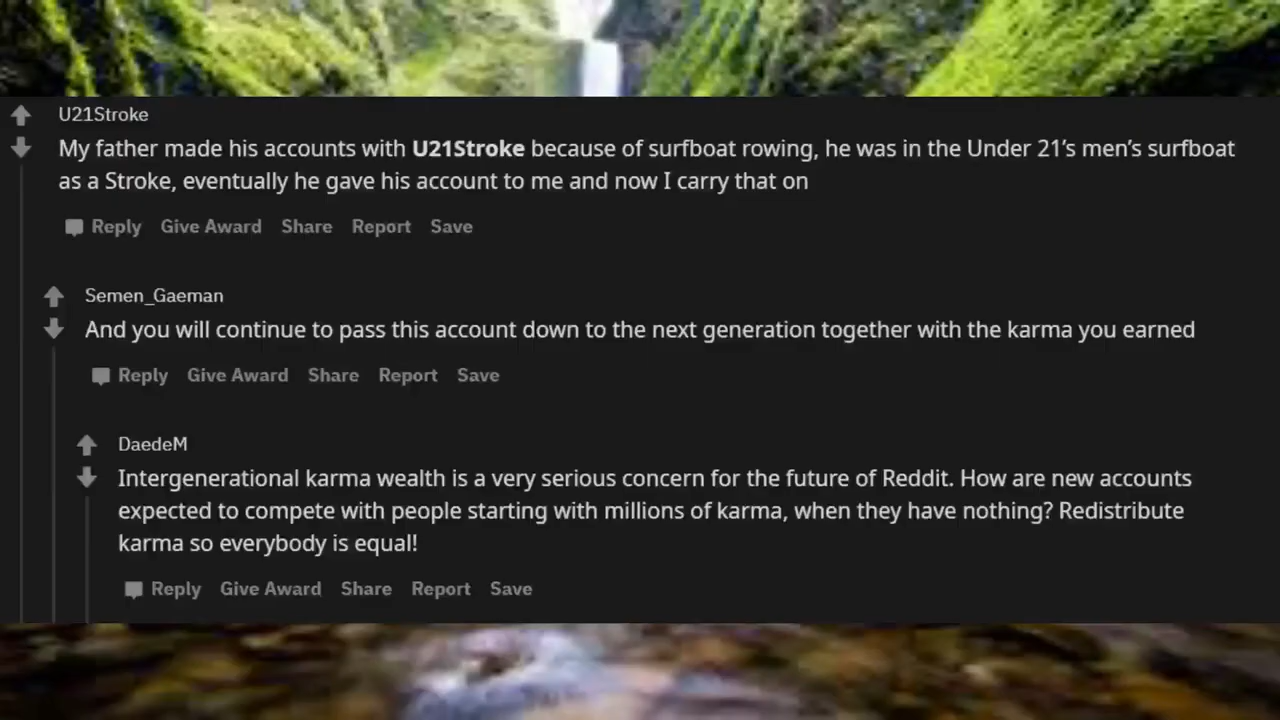 U21Stroke
My father made his accounts with U21Stroke because of surfboat rowing, he was in the Under 21’s men’s surfboat
as a Stroke, eventually he gave his account to me and now I carry that on
Reply Give Award Share Report Save
Semen_Gaeman
And you will continue to pass this account down to the next generation together with the karma you earned
Reply Give Award Share Report Save
DaedeM
Intergenerational karma wealth is a very serious concern for the future of Reddit. How are new accounts
expected to compete with people starting with millions of karma, when they have nothing? Redistribute
karma so everybody is equal!
Reply Give Award Share Report Save